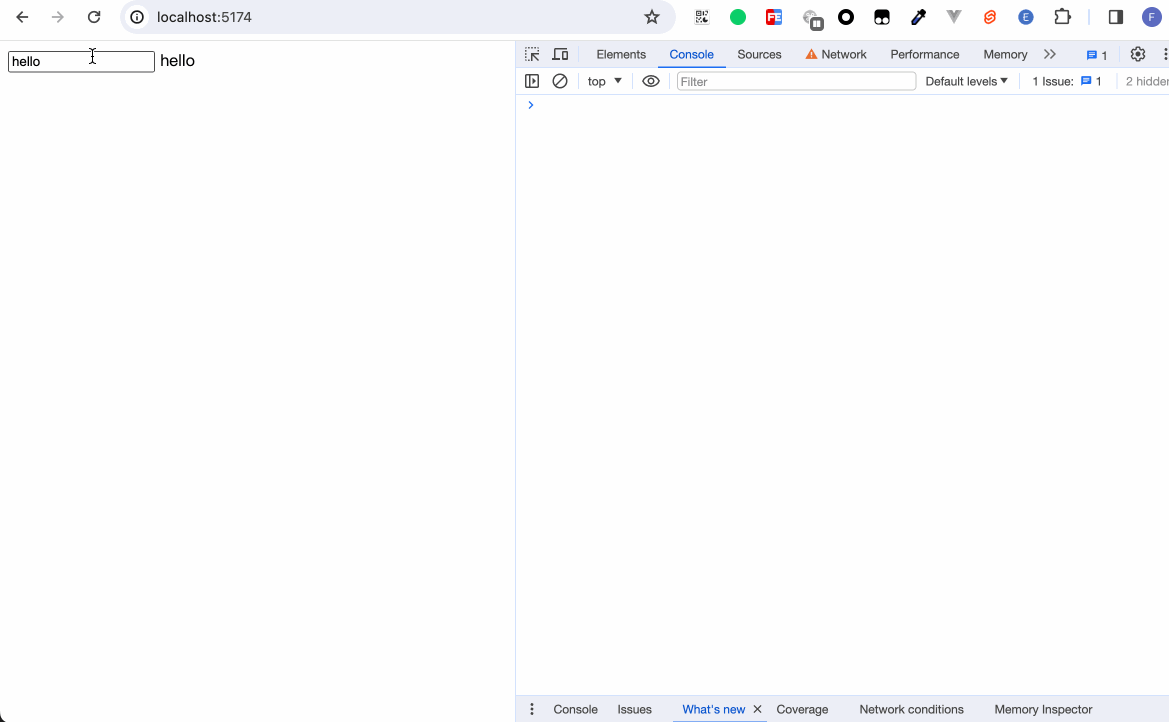 localhost:5174
FE
E
F
hello hello
Elements Console Sources Network Performance Memory 1
top Filter Default levels 1 Issue: 1 2 hidden
Console Issues What's new Coverage Network conditions Memory Inspector